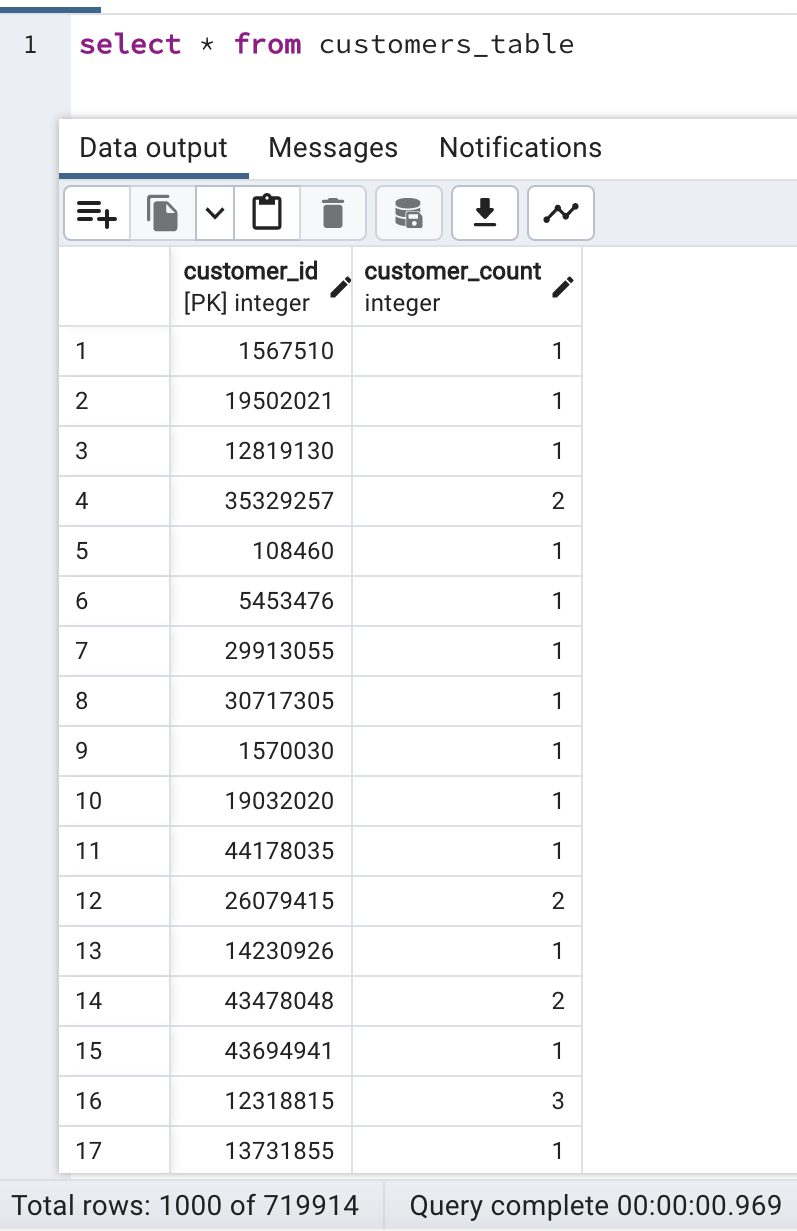 1 select * from customers_table
Data output Messages Notifications
customer_id customer_count
[PK] integer integer
1 1567510 1
2 19502021 1
3 12819130 1
4 35329257 2
5 108460 1
6 5453476 1
7 29913055 1
8 30717305 1
9 1570030 1
10 19032020 1
11 44178035 1
12 26079415 2
13 14230926 1
14 43478048 2
15 43694941 1
16 12318815 3
17 13731855 1
Total rows: 1000 of 719914 Query complete 00:00:00.969